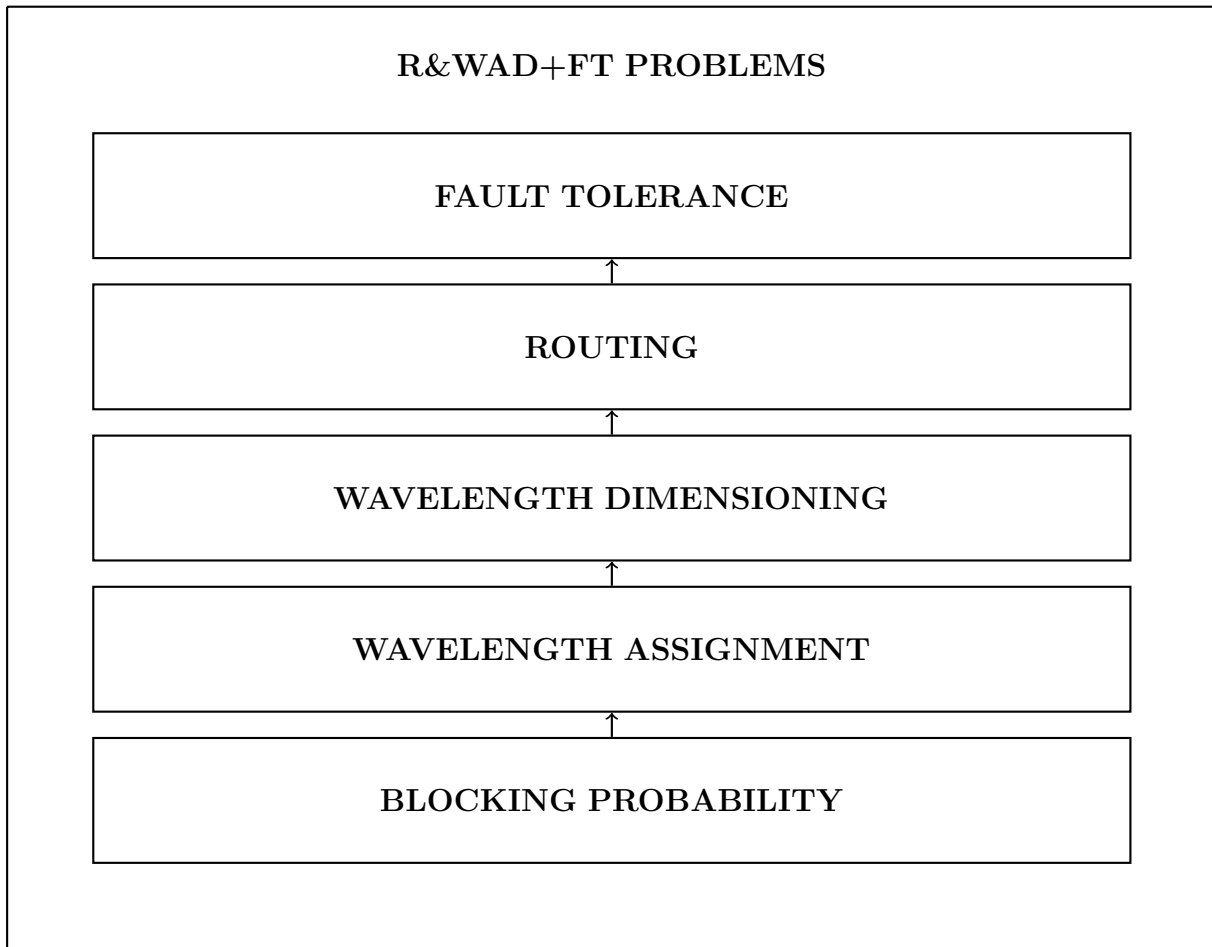 R&WAD+FT PROBLEMS
FAULT TOLERANCE
ROUTING
WAVELENGTH DIMENSIONING
WAVELENGTH ASSIGNMENT
BLOCKING PROBABILITY